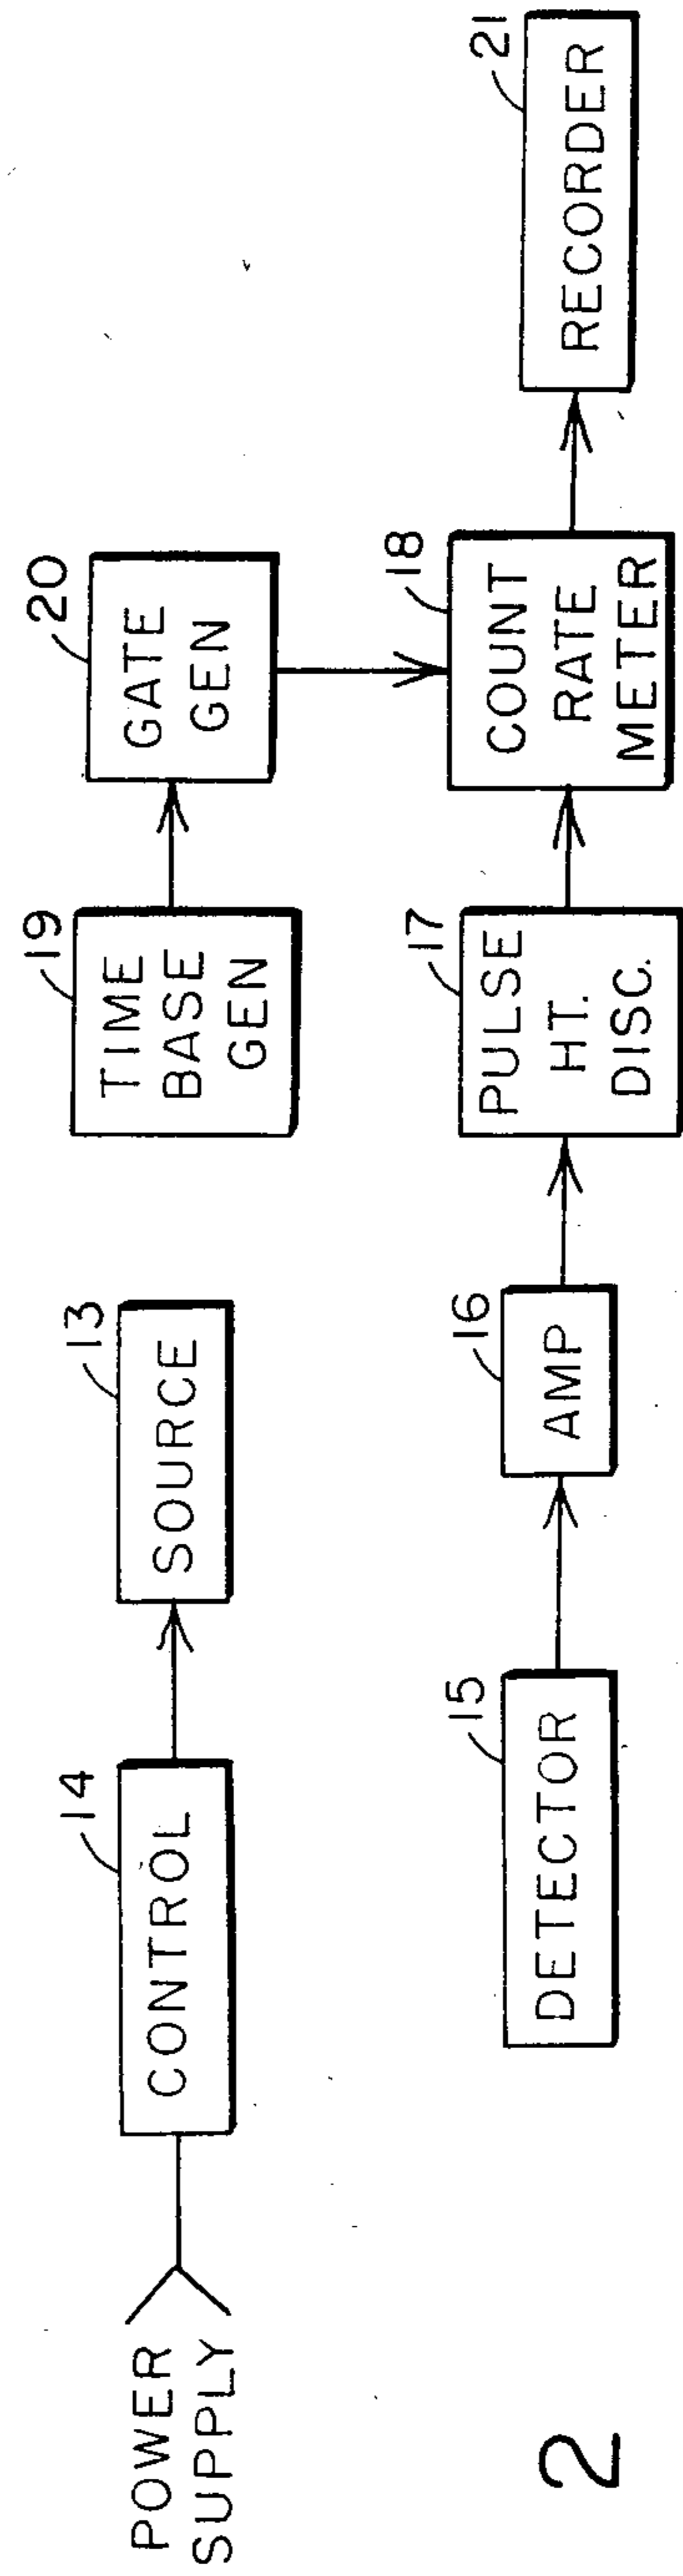 POWER
SUPPLY
14
CONTROL
13
SOURCE
19
TIME
BASE
GEN
20
GATE
GEN
15
DETECTOR
16
AMP
17
PULSE
HT.
DISC.
18
COUNT
RATE
METER
21
RECORDER
2